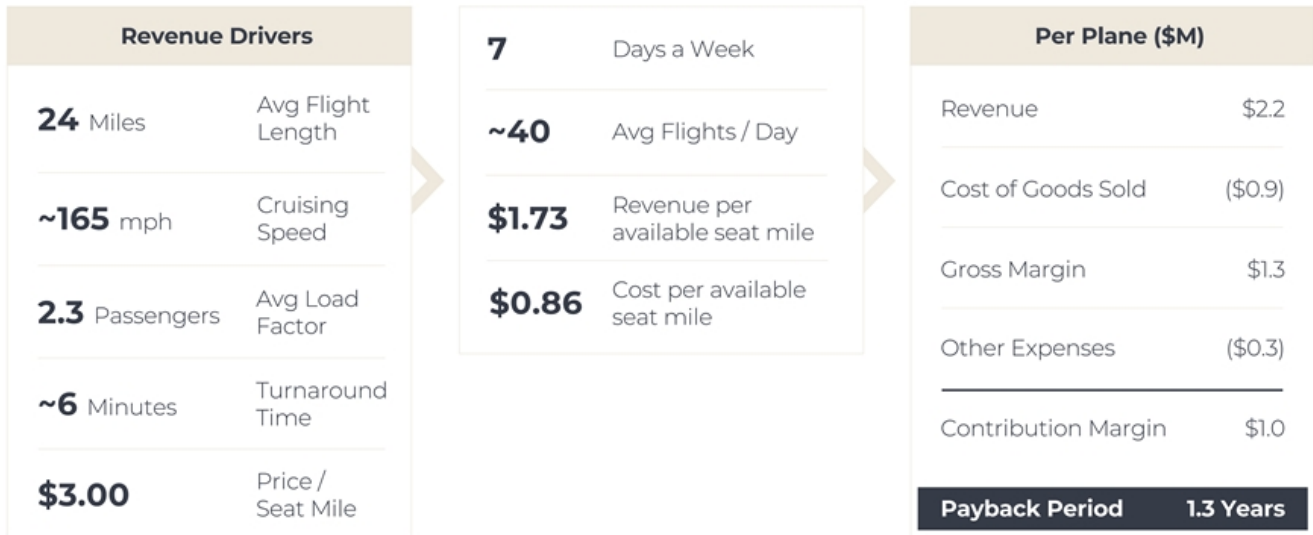 Revenue Drivers
24 Miles
Avg Flight
Length
~165 mph
Cruising
Speed
2.3 Passengers
Avg Load
Factor
~6 Minutes
Turnaround
Time
$3.00
Price /
Seat Mile
7
Days a Week
~40
Avg Flights / Day
$1.73
Revenue per
available seat mile
$0.86
Cost per available
seat mile
Per Plane ($M)
Revenue $2.2
Cost of Goods Sold ($0.9)
Gross Margin $1.3
Other Expenses ($0.3)
Contribution Margin $1.0
Payback Period 1.3 Years